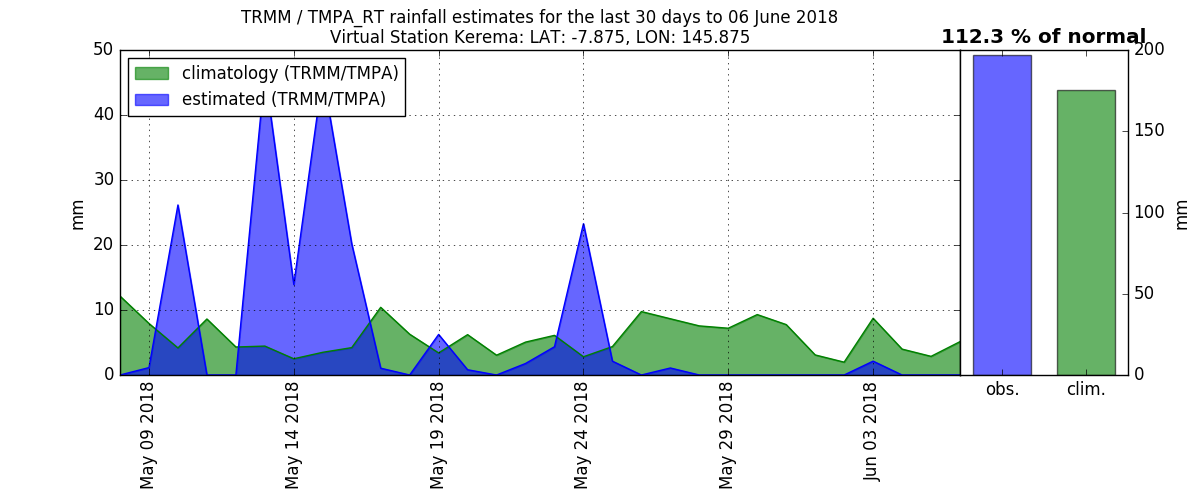 TRMM / TMPA_RT rainfall estimates for the last 30 days to 06 June 2018
Virtual Station Kerema: LAT: -7.875, LON: 145.875
112.3 % of normal
climatology (TRMM/TMPA)
estimated (TRMM/TMPA)
50
40
30
20
10
0
mm
May 09 2018
May 14 2018
May 19 2018
May 24 2018
May 29 2018
Jun 03 2018
obs.
clim.
200
150
100
50
0
mm